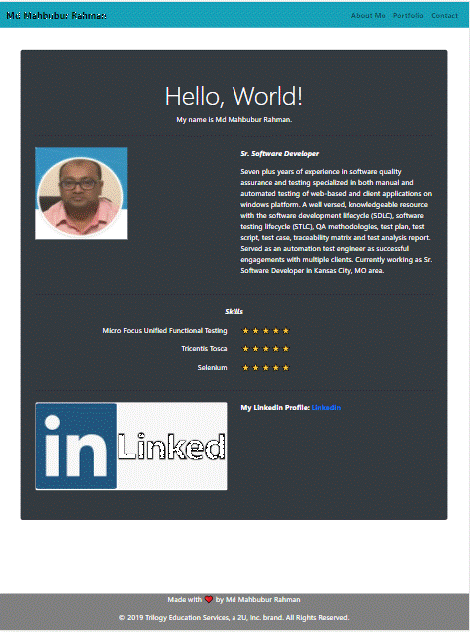 Md Mahbubur Rahman
About Me Portfolio Contact
Hello, World!
My name is Md Mahbubur Rahman.
Sr. Software Developer
Seven plus years of experience in software quality
assurance and testing specialized in both manual and
automated testing of web-based and client applications on
windows platform. A well versed, knowledgeable resource
with the software development lifecycle (SDLC), software
testing lifecycle (STLC), QA methodologies, test plan, test
script, test case, traceability matrix and test analysis report.
Served as an automation test engineer as successful
engagements with multiple clients. Currently working as Sr.
Software Developer in Kansas City, MO area.
Skills
Micro Focus Unified Functional Testing
Tricentis Tosca
Selenium
in Linked
My LinkedIn Profile: LinkedIn
Made with ❤ by Md Mahbubur Rahman
© 2019 Trilogy Education Services, a 2U, Inc. brand. All Rights Reserved.